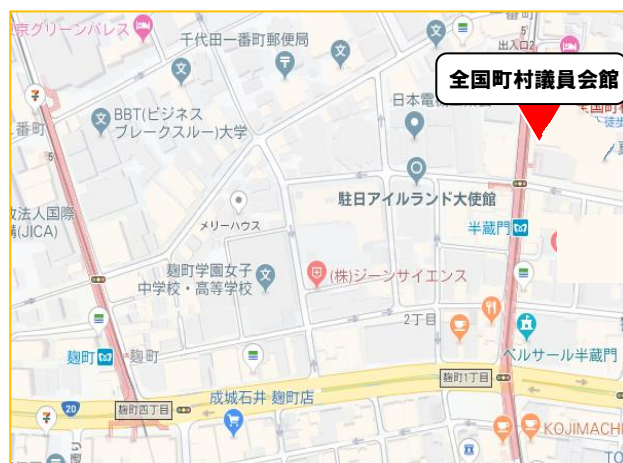 京グリーンパレス
千代田一番町郵便局
出入口2
全国町村議員会館
日本電
BBT(ビジネス
ブレークスルー)大学
番町
徒歩
駐日アイルランド大使館
法人国際
(JICA)
メリーハウス
半蔵門
麹町学園女子
中学校・高等学校
(株)ジーンサイエンス
2丁目
ベルサール半蔵門
麹町
麹町
麹町1丁目
成城石井 麹町店
20
麹町四丁目
KOJIMACHI
TO